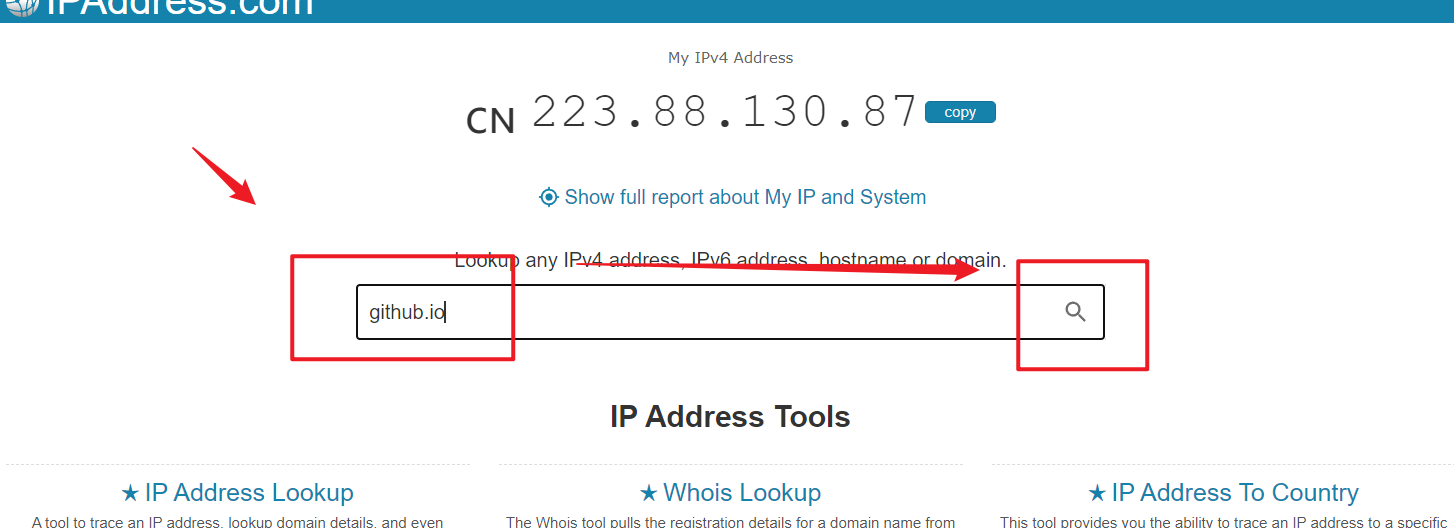 IPAddress.com
My IPv4 Address
CN 223.88.130.87 copy
Show full report about My IP and System
Lookup any IPv4 address, IPv6 address, hostname or domain.
github.io
IP Address Tools
★ IP Address Lookup
★ Whois Lookup
★ IP Address To Country
A tool to trace an IP address, lookup domain details, and even
The Whois tool pulls the registration details for a domain name from
This tool provides you the ability to trace an IP address to a specific